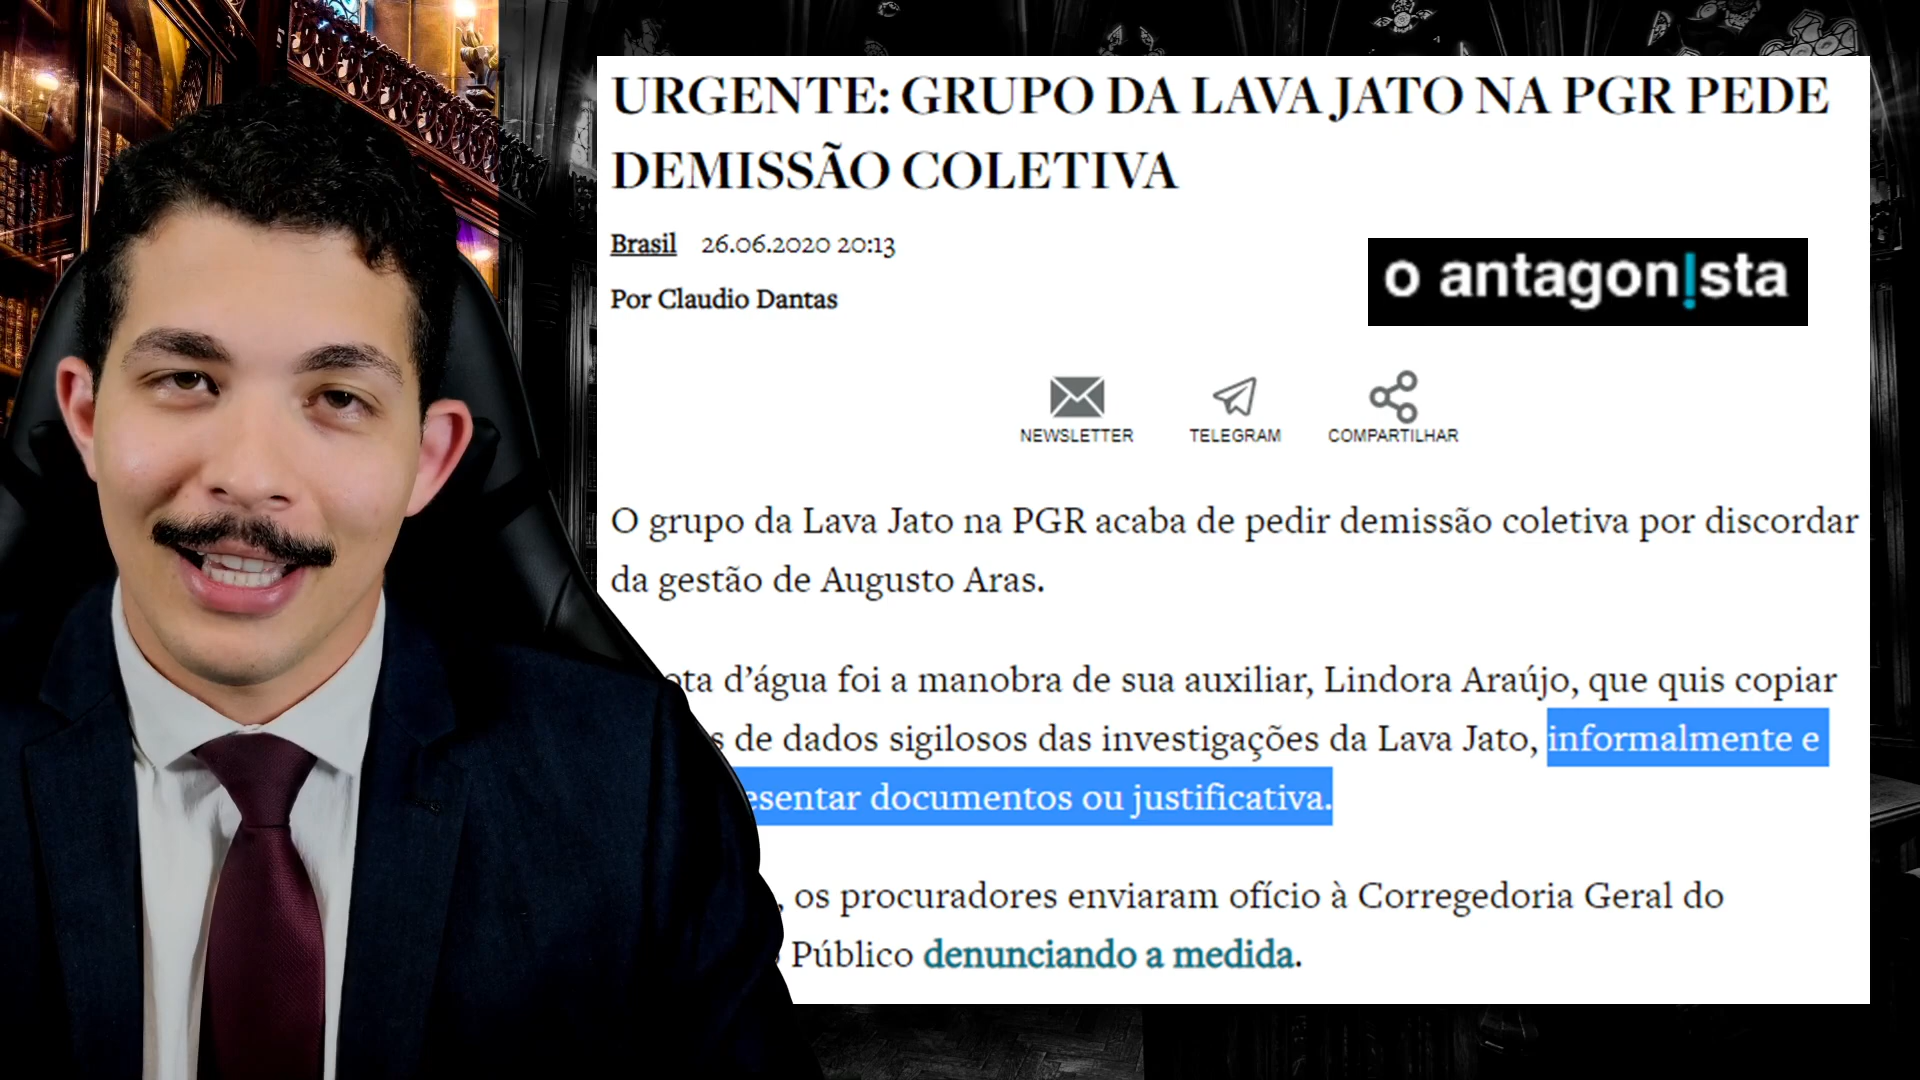 URGENTE: GRUPO DA LAVA JATO NA PGR PEDE
DEMISSÃO COLETIVA
Brasil 26.06.2020 20:13
Por Claudio Dantas
o antagon!sta
NEWSLETTER TELEGRAM COMPARTILHAR
O grupo da Lava Jato na PGR acaba de pedir demissão coletiva por discordar
da gestão de Augusto Aras.
d’água foi a manobra de sua auxiliar, Lindora Araújo, que quis copiar
de dados sigilosos das investigações da Lava Jato, informalmente e
documentos ou justificativa.
, os procuradores enviaram ofício à Corregedoria Geral do
Público denunciando a medida.